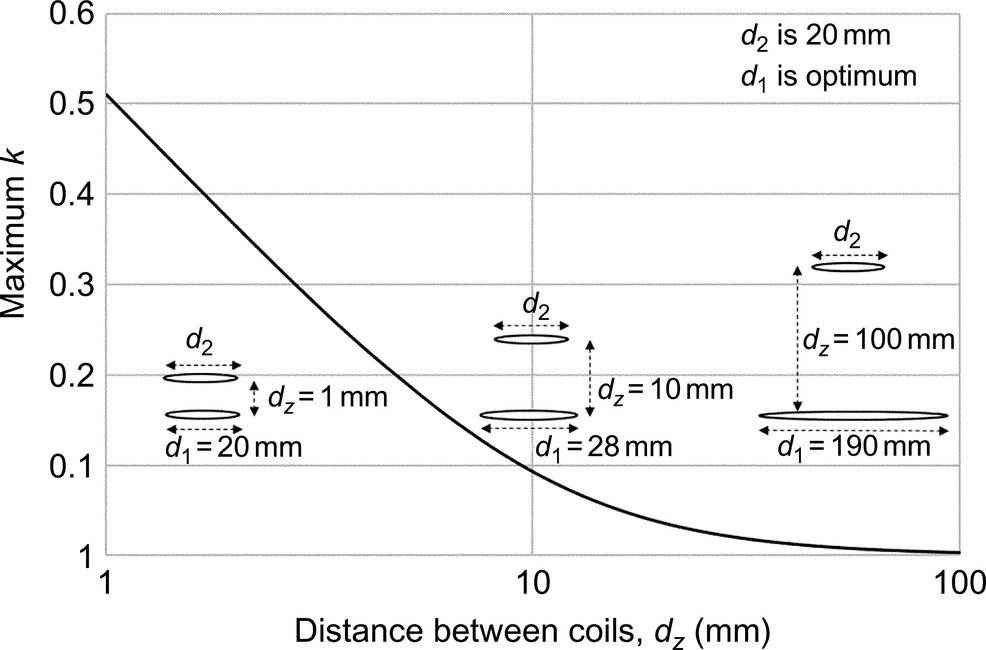 0.6
0.5
0.4
0.3
0.2
0.1
1
Maximum k
d2 is 20 mm
d1 is optimum
d2
dz = 1 mm
d1 = 20 mm
d2
dz = 10 mm
d1 = 28 mm
d2
dz = 100 mm
d1 = 190 mm
1
10
100
Distance between coils, dz (mm)